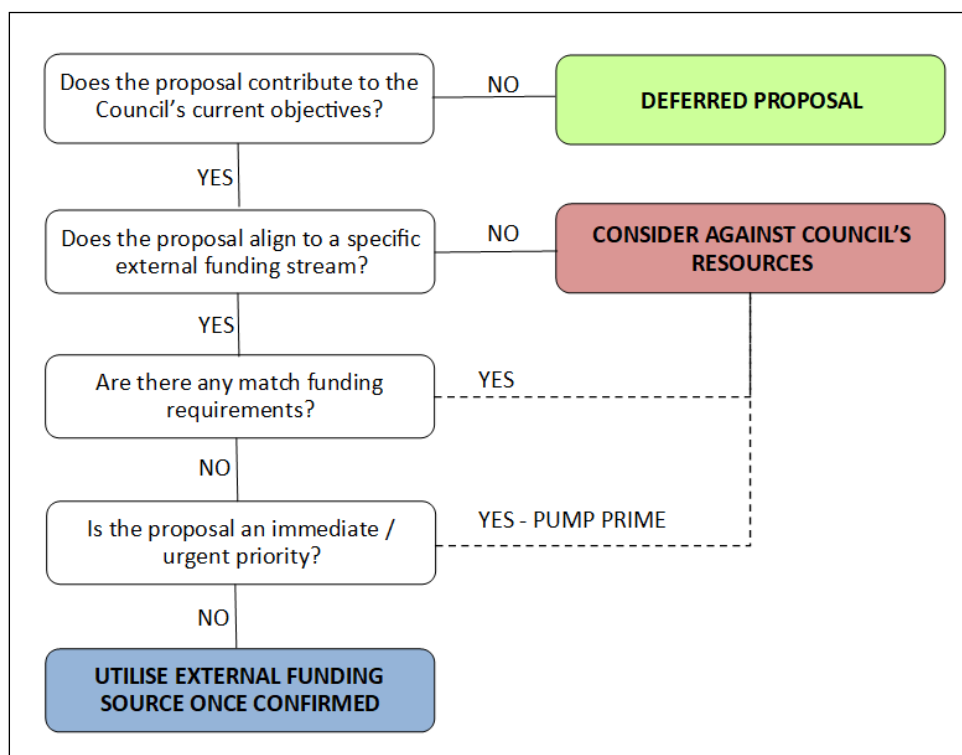 Does the proposal contribute to the
Council’s current objectives?
NO
DEFERRED PROPOSAL
YES
Does the proposal align to a specific
external funding stream?
NO
CONSIDER AGAINST COUNCIL’S
RESOURCES
YES
Are there any match funding
requirements?
YES
NO
Is the proposal an immediate /
urgent priority?
YES - PUMP PRIME
NO
UTILISE EXTERNAL FUNDING
SOURCE ONCE CONFIRMED